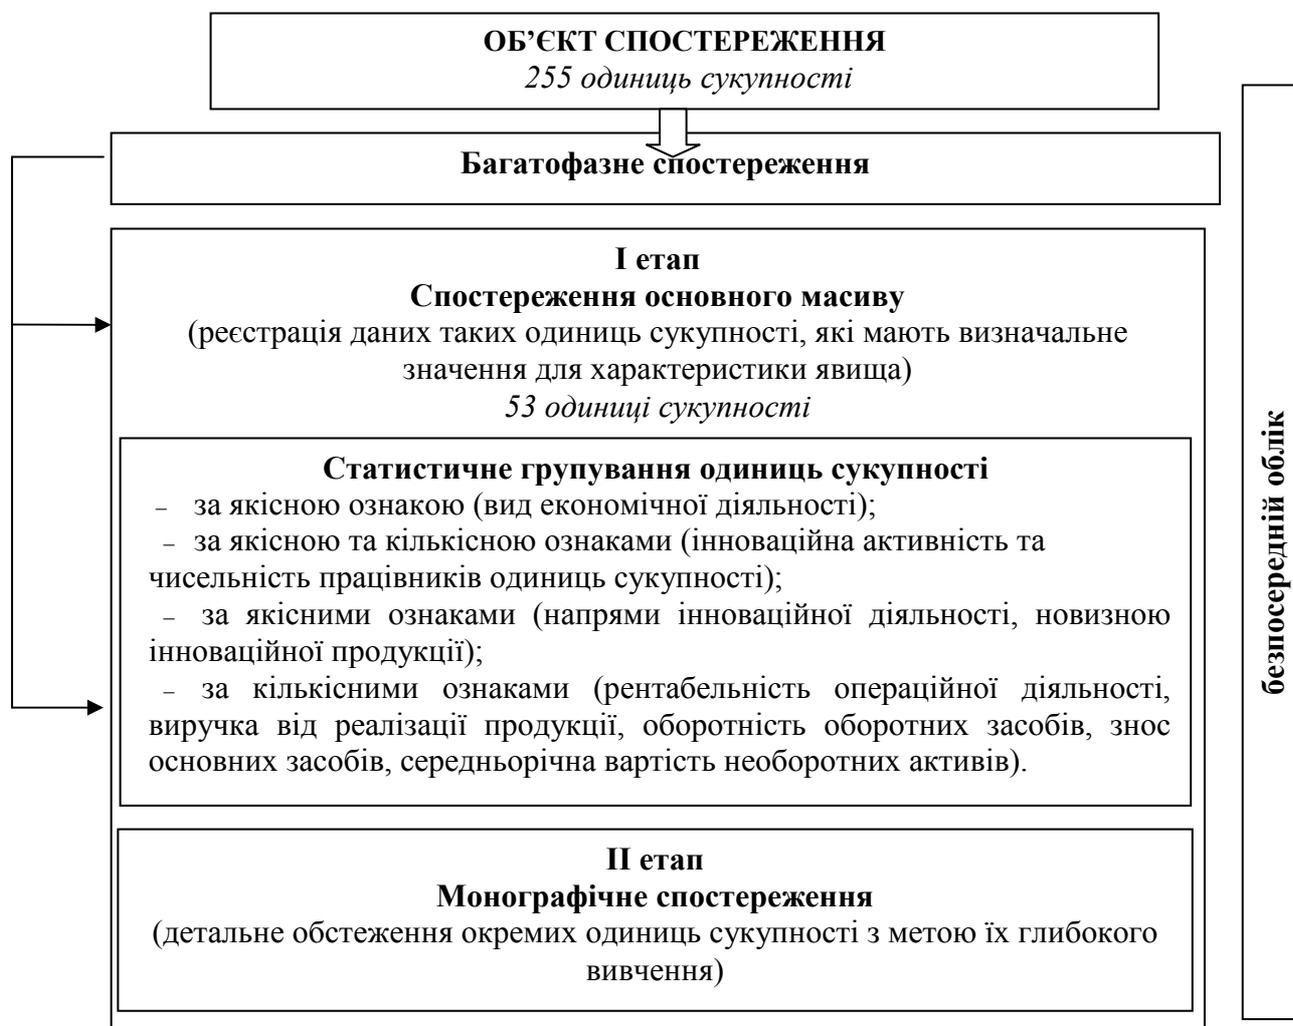 ОБ’ЄКТ СПОСТЕРЕЖЕННЯ
255 одиниць сукупності
Багатофазне спостереження
І етап
Спостереження основного масиву
(реєстрація даних таких одиниць сукупності, які мають визначальне
значення для характеристики явища)
53 одиниці сукупності
Статистичне групування одиниць сукупності
– за якісною ознакою (вид економічної діяльності);
– за якісною та кількісною ознаками (інноваційна активність та
чисельність працівників одиниць сукупності);
– за якісними ознаками (напрями інноваційної діяльності, новизною
інноваційної продукції);
– за кількісними ознаками (рентабельність операційної діяльності,
виручка від реалізації продукції, оборотність оборотних засобів, знос
основних засобів, середньорічна вартість необоротних активів).
ІІ етап
Монографічне спостереження
(детальне обстеження окремих одиниць сукупності з метою їх глибокого
вивчення)
безпосередній облік